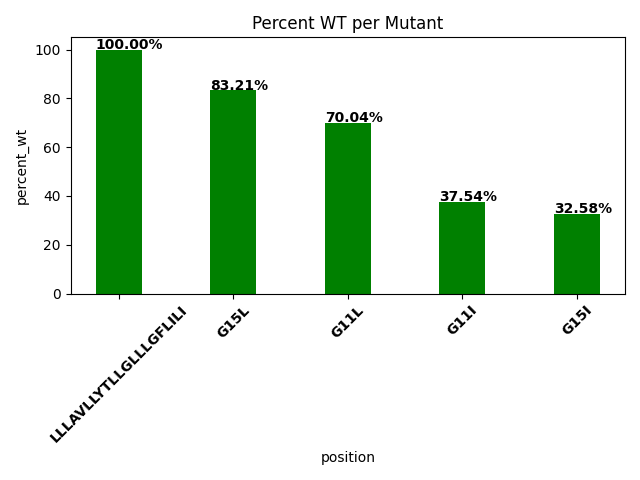 Percent WT per Mutant
percent_wt
100
80
60
40
20
0
100.00%
83.21%
70.04%
37.54%
32.58%
LLLAVLLYTLLGLLLGFLILI
G15L
G11L
G11I
G15I
position